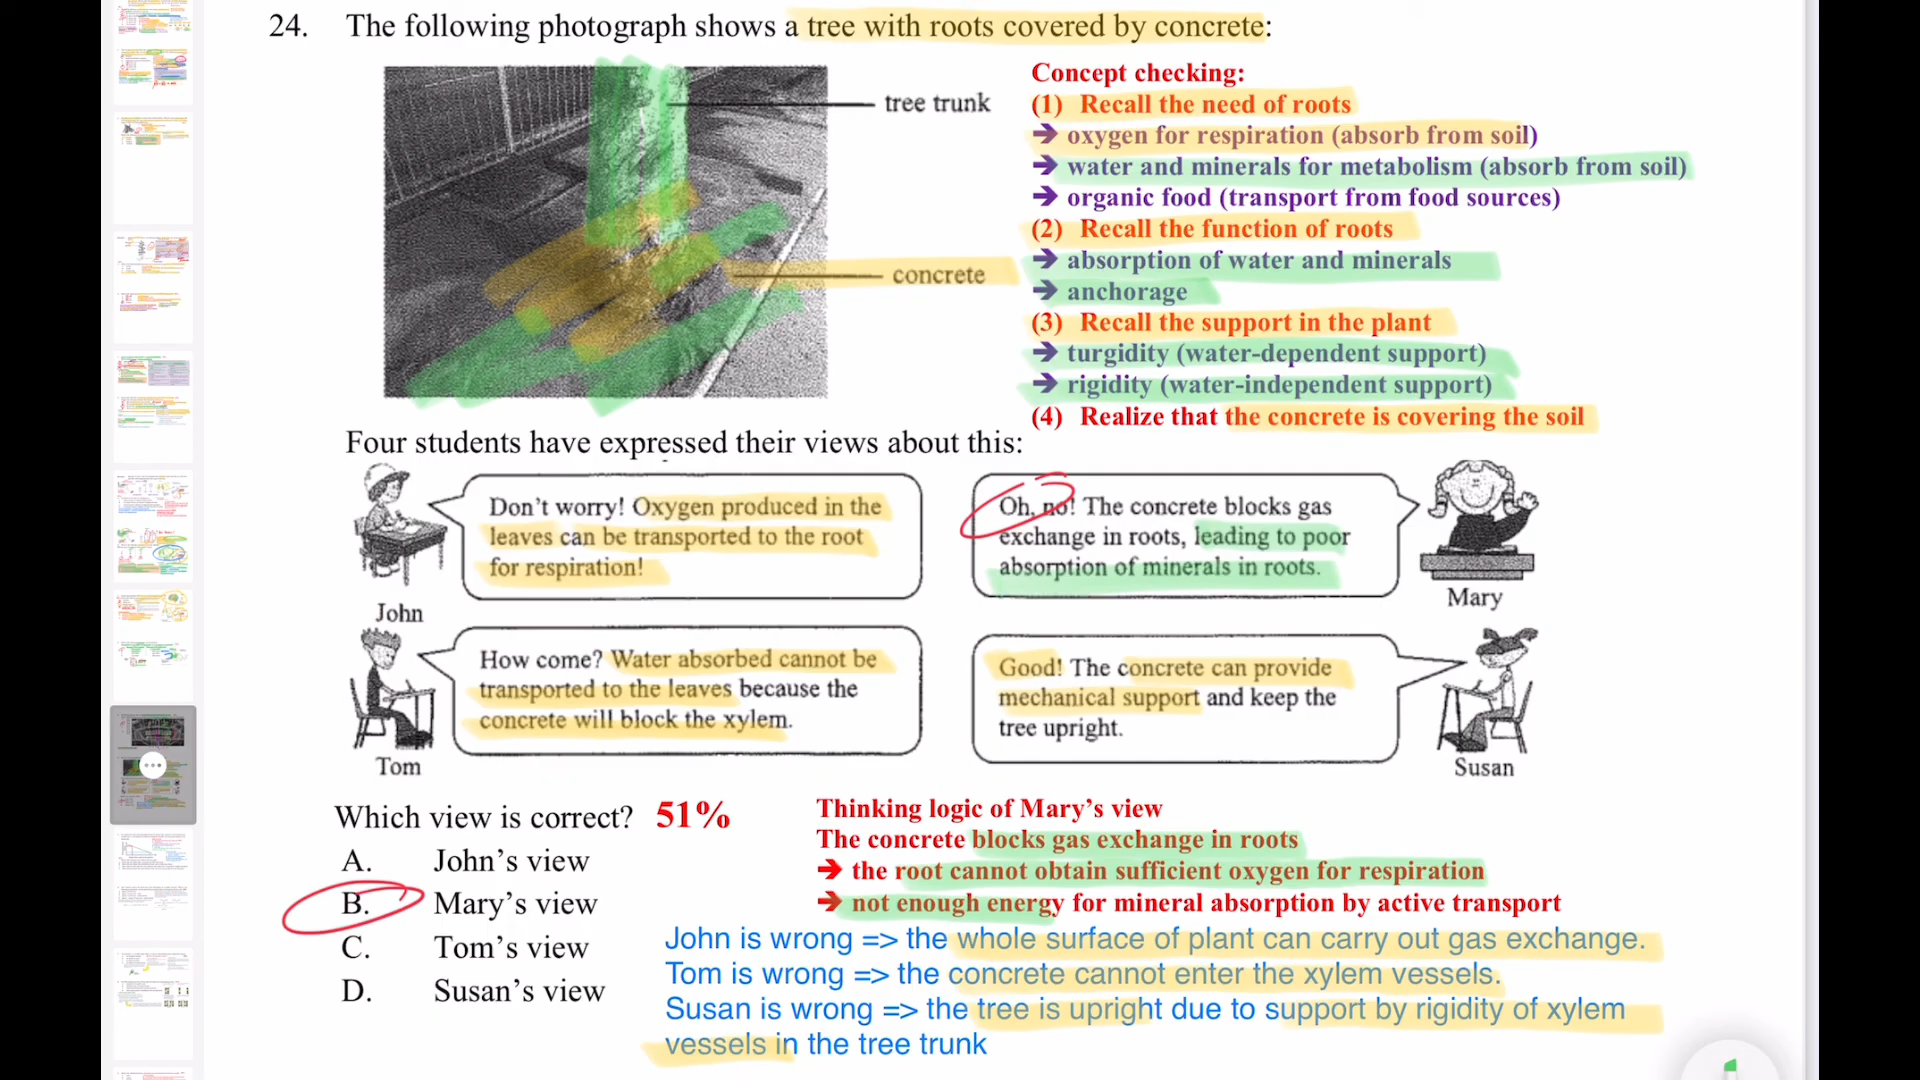 24. The following photograph shows a tree with roots covered by concrete:
tree trunk
concrete
Concept checking:
(1) Recall the need of roots
➔ oxygen for respiration (absorb from soil)
➔ water and minerals for metabolism (absorb from soil)
➔ organic food (transport from food sources)
(2) Recall the function of roots
➔ absorption of water and minerals
➔ anchorage
(3) Recall the support in the plant
➔ turgidity (water-dependent support)
➔ rigidity (water-independent support)
(4) Realize that the concrete is covering the soil
Four students have expressed their views about this:
Don't worry! Oxygen produced in the
leaves can be transported to the root
for respiration!
John
Oh, no! The concrete blocks gas
exchange in roots, leading to poor
absorption of minerals in roots.
Mary
How come? Water absorbed cannot be
transported to the leaves because the
concrete will block the xylem.
Tom
Good! The concrete can provide
mechanical support and keep the
tree upright.
Susan
Which view is correct? 51%
A. John's view
B. Mary's view
C. Tom's view
D. Susan's view
Thinking logic of Mary's view
The concrete blocks gas exchange in roots
➔ the root cannot obtain sufficient oxygen for respiration
➔ not enough energy for mineral absorption by active transport
John is wrong => the whole surface of plant can carry out gas exchange.
Tom is wrong => the concrete cannot enter the xylem vessels.
Susan is wrong => the tree is upright due to support by rigidity of xylem
vessels in the tree trunk